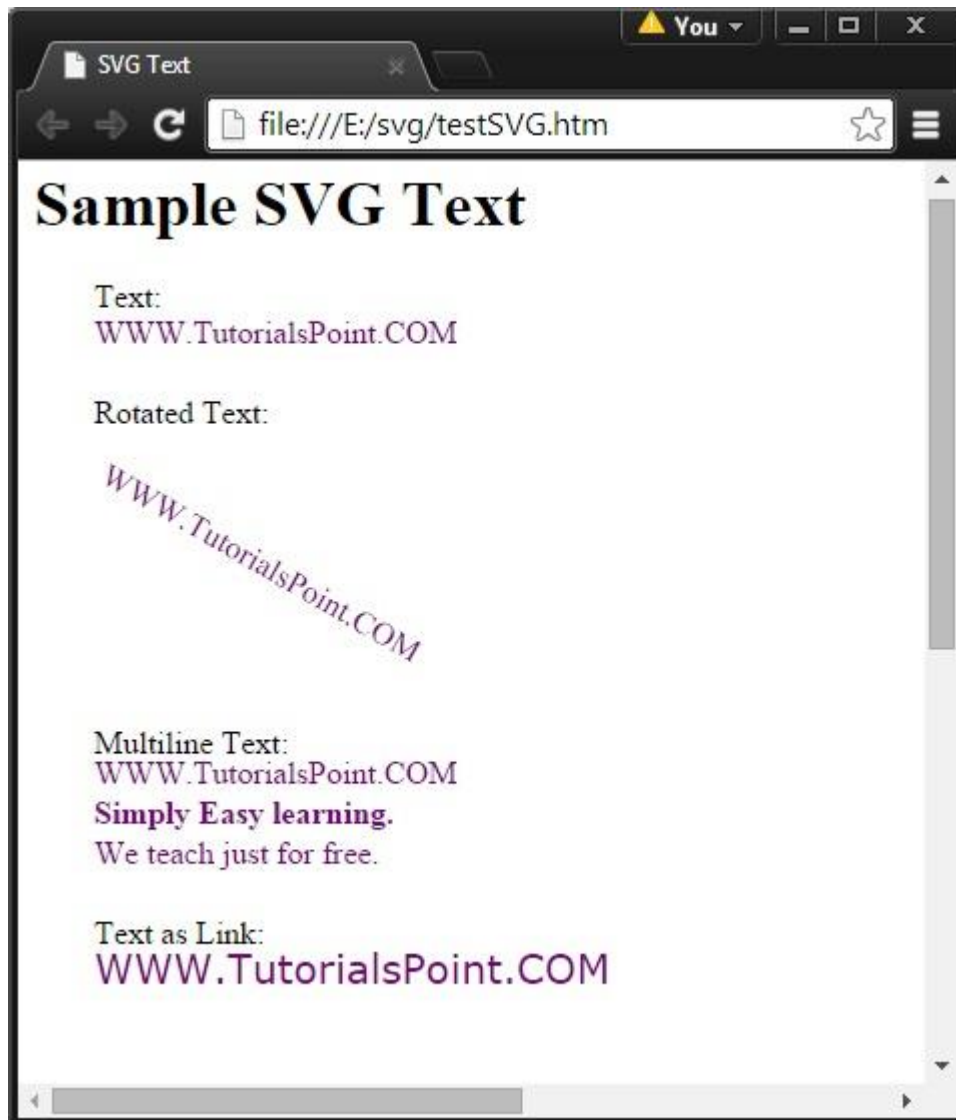 You
SVG Text
file:///E:/svg/testSVG.htm
Sample SVG Text
Text:
WWW.TutorialsPoint.COM
Rotated Text:
WWW.TutorialsPoint.COM
Multiline Text:
WWW.TutorialsPoint.COM
Simply Easy learning.
We teach just for free.
Text as Link:
WWW.TutorialsPoint.COM